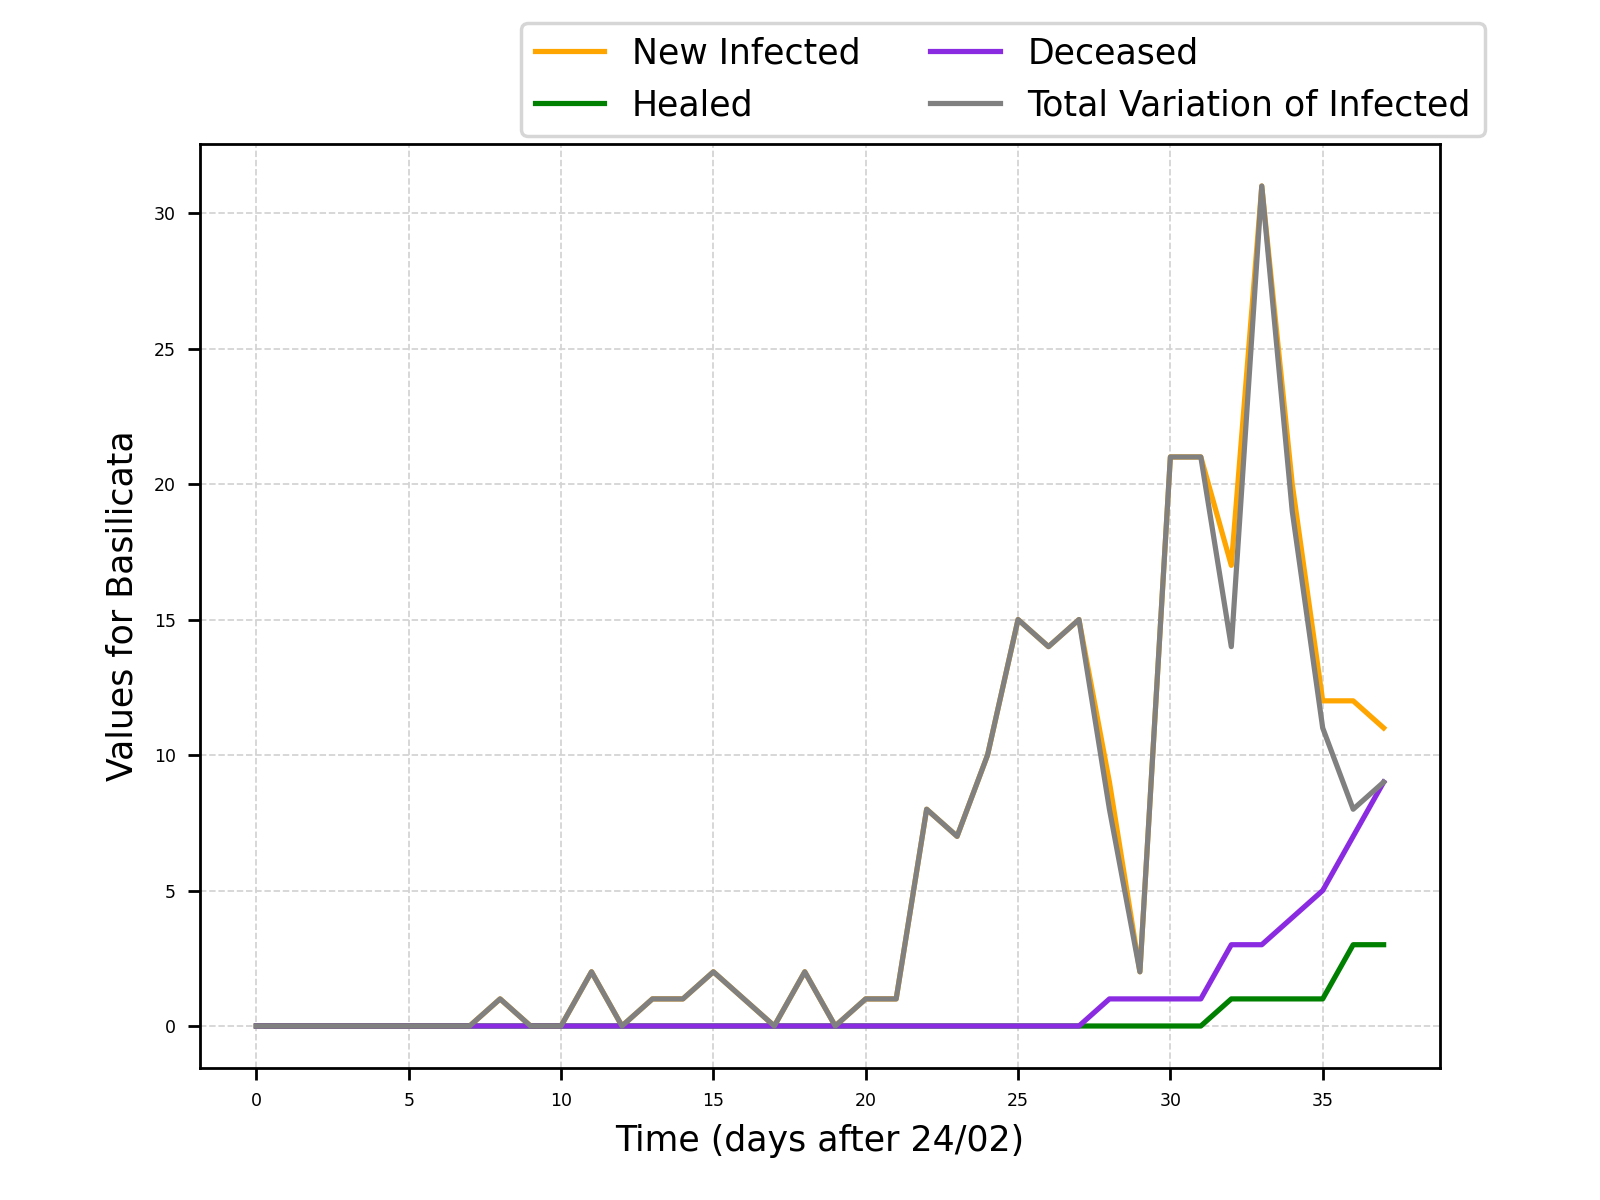 New Infected
Healed
Deceased
Total Variation of Infected
Values for Basilicata
30
25
20
15
10
5
0
0 5 10 15 20 25 30 35
Time (days after 24/02)